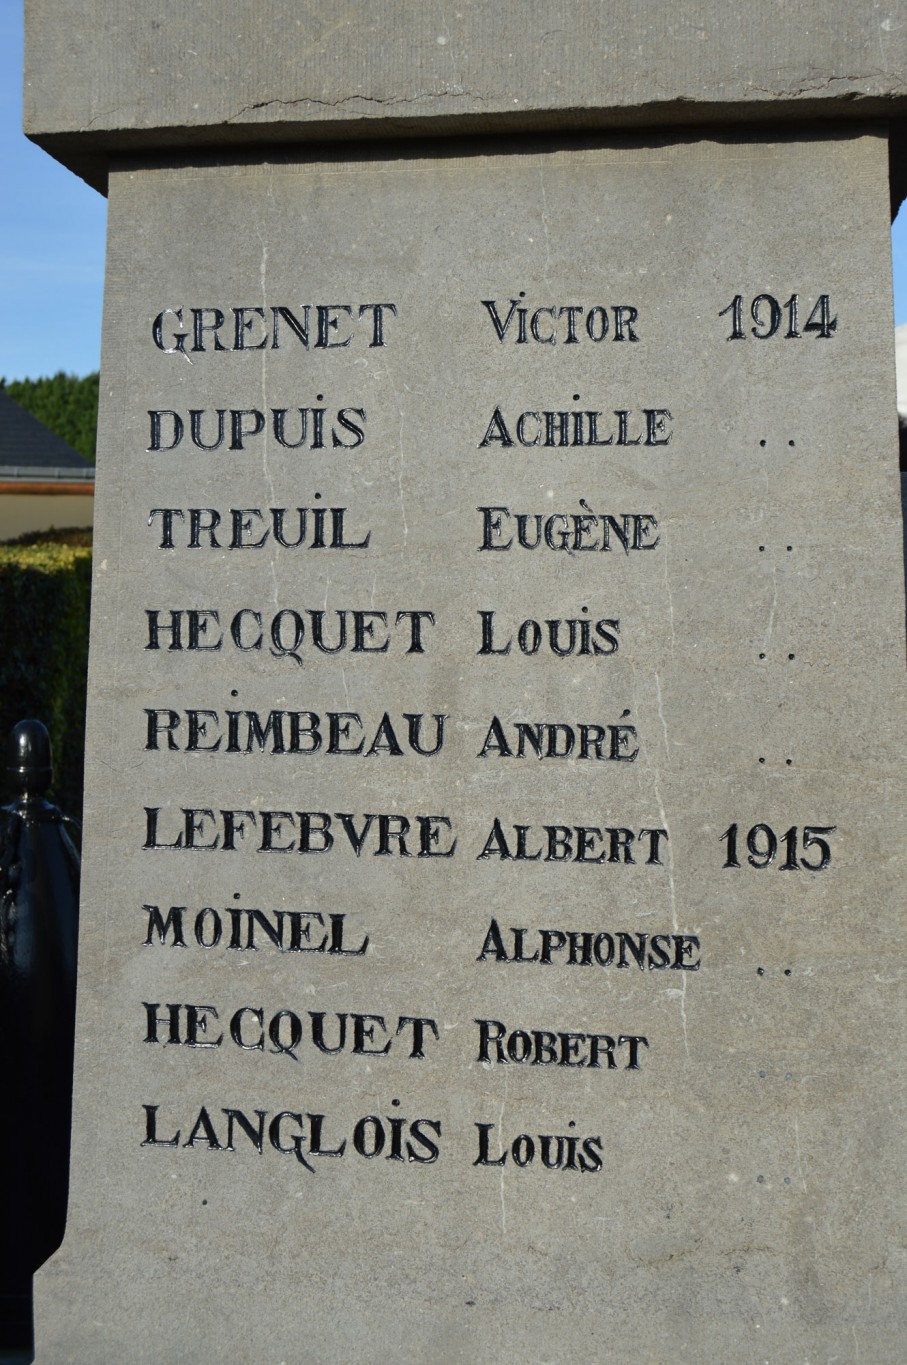 GRENET VICTOR 1914
DUPUIS ACHILLE ..
TREUIL EUGÈNE ..
HECQUET LOUIS ..
REIMBEAU ANDRÉ ..
LEFEBVRE ALBERT 1915
MOINEL ALPHONSE ..
HECQUET ROBERT ..
LANGLOIS LOUIS ..